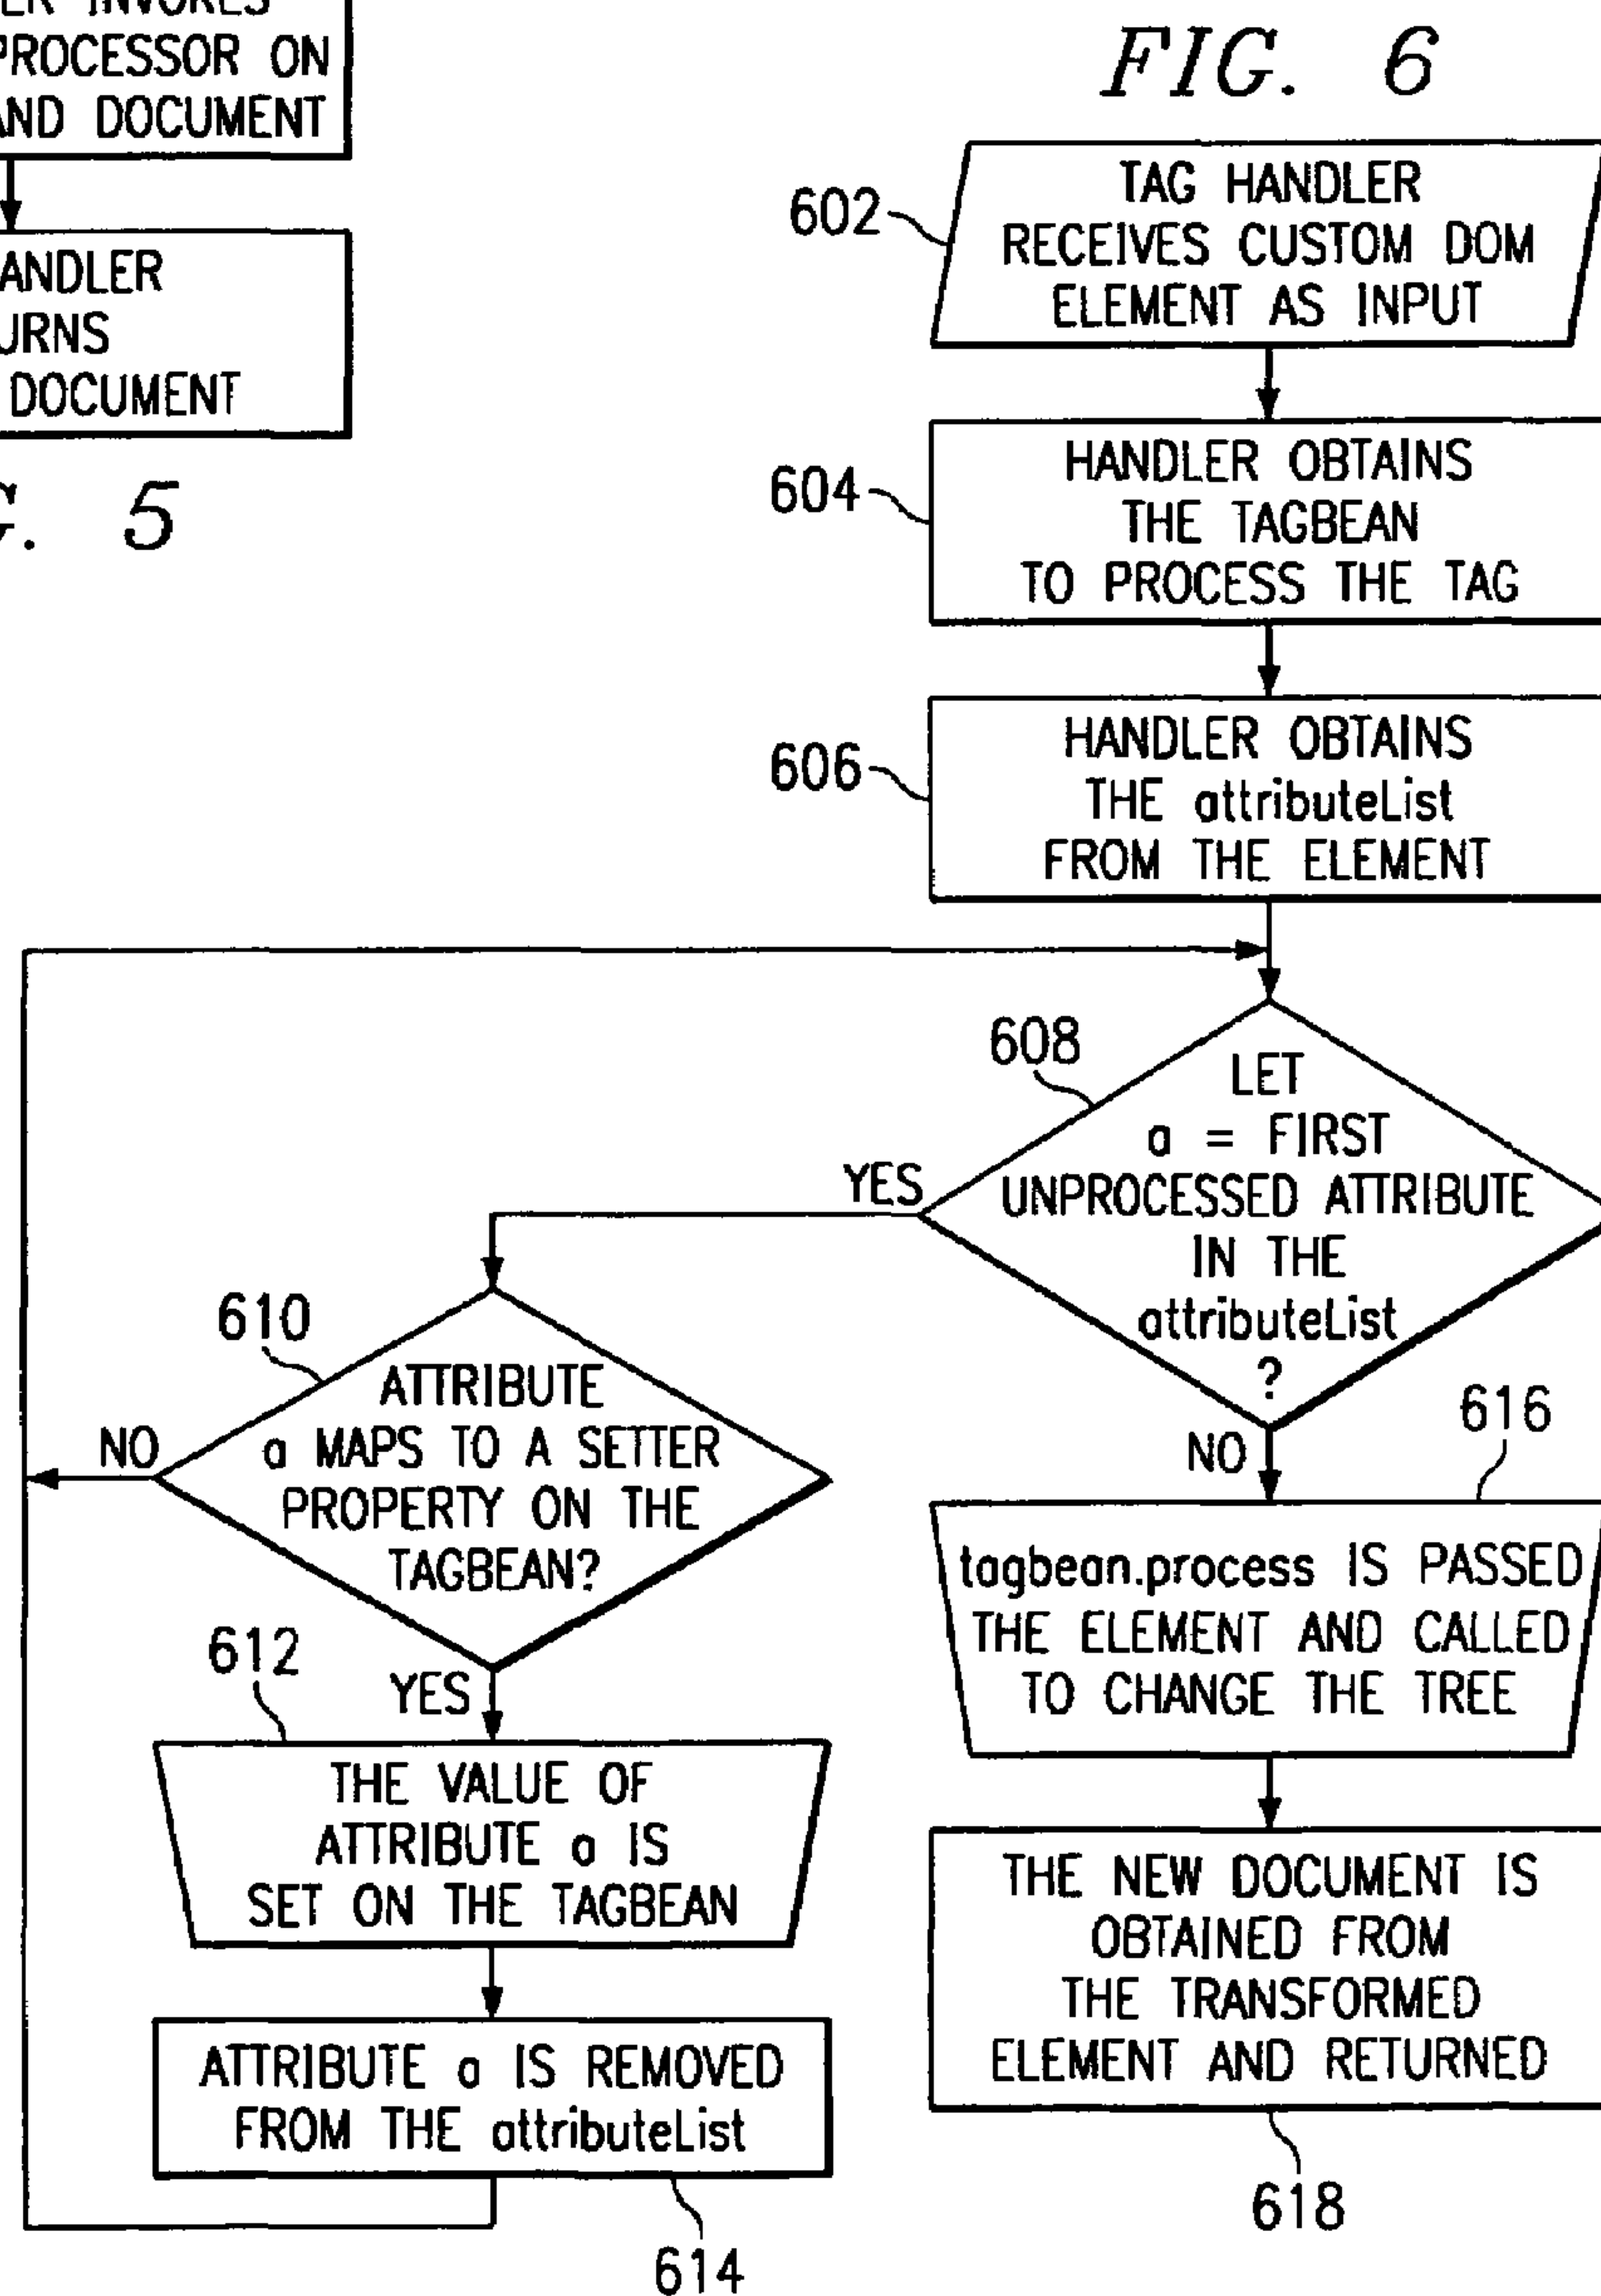 PROCESSOR ON
AND DOCUMENT
DOCUMENT
5
FIG. 6
602
TAG HANDLER
RECEIVES CUSTOM DOM
ELEMENT AS INPUT
604
HANDLER OBTAINS
THE TAGBEAN
TO PROCESS THE TAG
606
HANDLER OBTAINS
THE attributeList
FROM THE ELEMENT
608
LET
a = FIRST
UNPROCESSED ATTRIBUTE
IN THE
attributeList
?
YES
NO
610
ATTRIBUTE
a MAPS TO A SETTER
PROPERTY ON THE
TAGBEAN?
NO
YES
612
THE VALUE OF
ATTRIBUTE a IS
SET ON THE TAGBEAN
ATTRIBUTE a IS REMOVED
FROM THE attributeList
614
616
tagbean.process IS PASSED
THE ELEMENT AND CALLED
TO CHANGE THE TREE
THE NEW DOCUMENT IS
OBTAINED FROM
THE TRANSFORMED
ELEMENT AND RETURNED
618